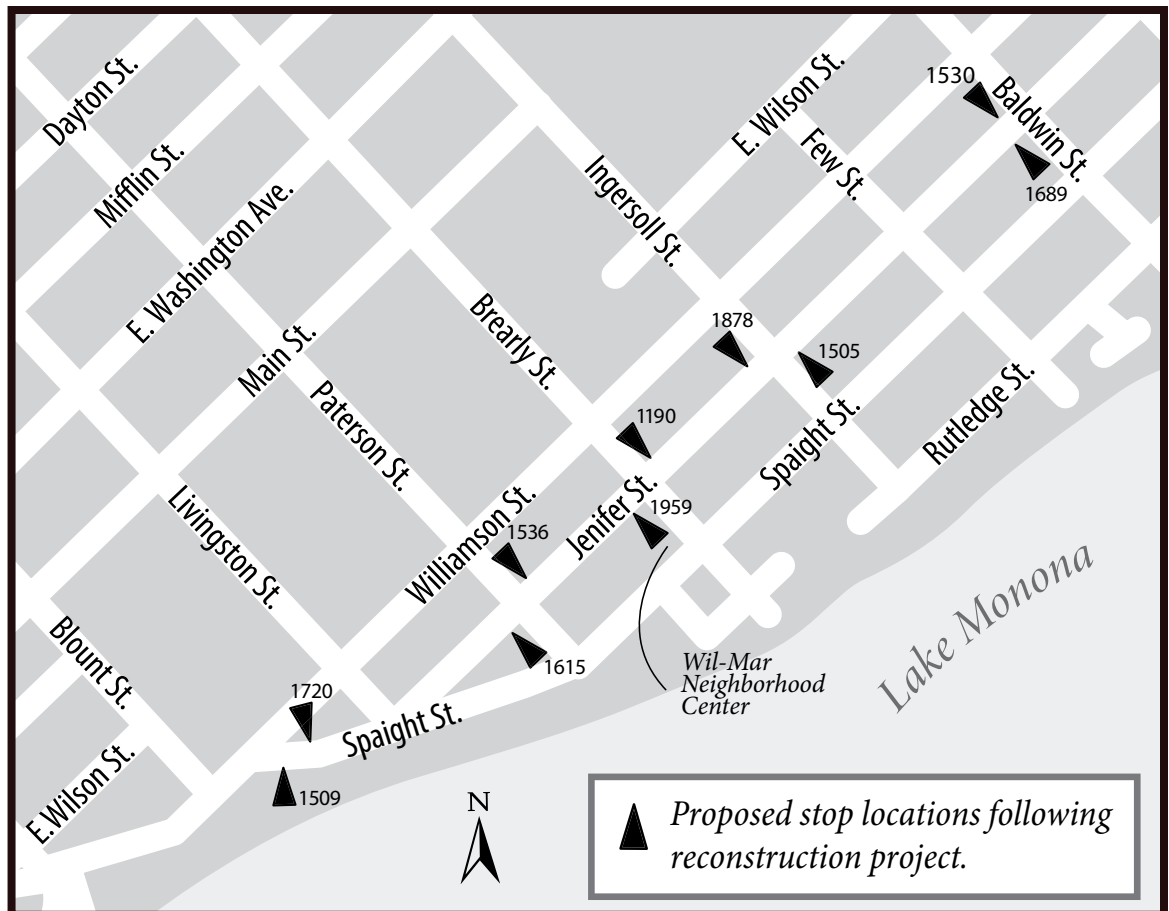 Dayton St.
Mifflin St.
E. Washington Ave.
Main St.
E. Wilson St.
Few St.
Baldwin St.
1530
1689
Ingersoll St.
Brearly St.
Paterson St.
Livingston St.
Blount St.
E.Wilson St.
Williamson St.
Jenifer St.
Spaight St.
Rutledge St.
1878
1505
1190
1959
1536
1615
1720
1509
Spaight St.
Wil-Mar
Neighborhood
Center
Lake Monona
N
Proposed stop locations following
reconstruction project.